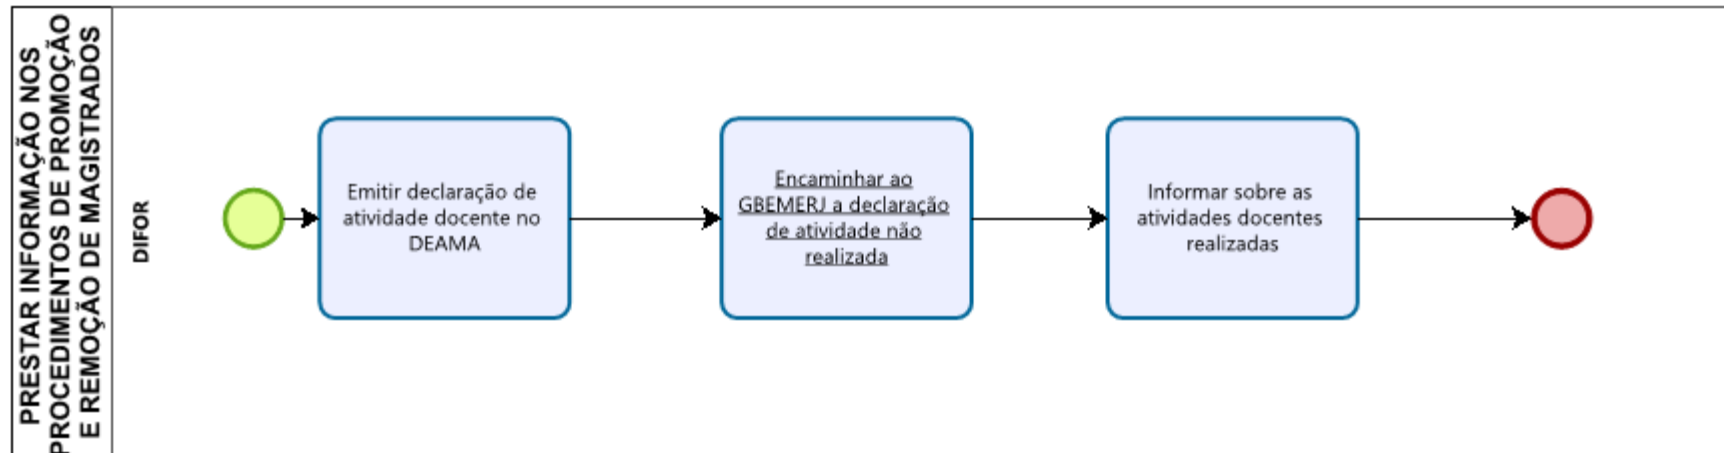 PRESTAR INFORMAÇÃO NOS
PROCEDIMENTOS DE PROMOÇÃO
E REMOÇÃO DE MAGISTRADOS
DIFOR
Emitir declaração de
atividade docente no
DEAMA
Encaminhar ao
GBEMERJ a declaração
de atividade não
realizada
Informar sobre as
atividades docentes
realizadas